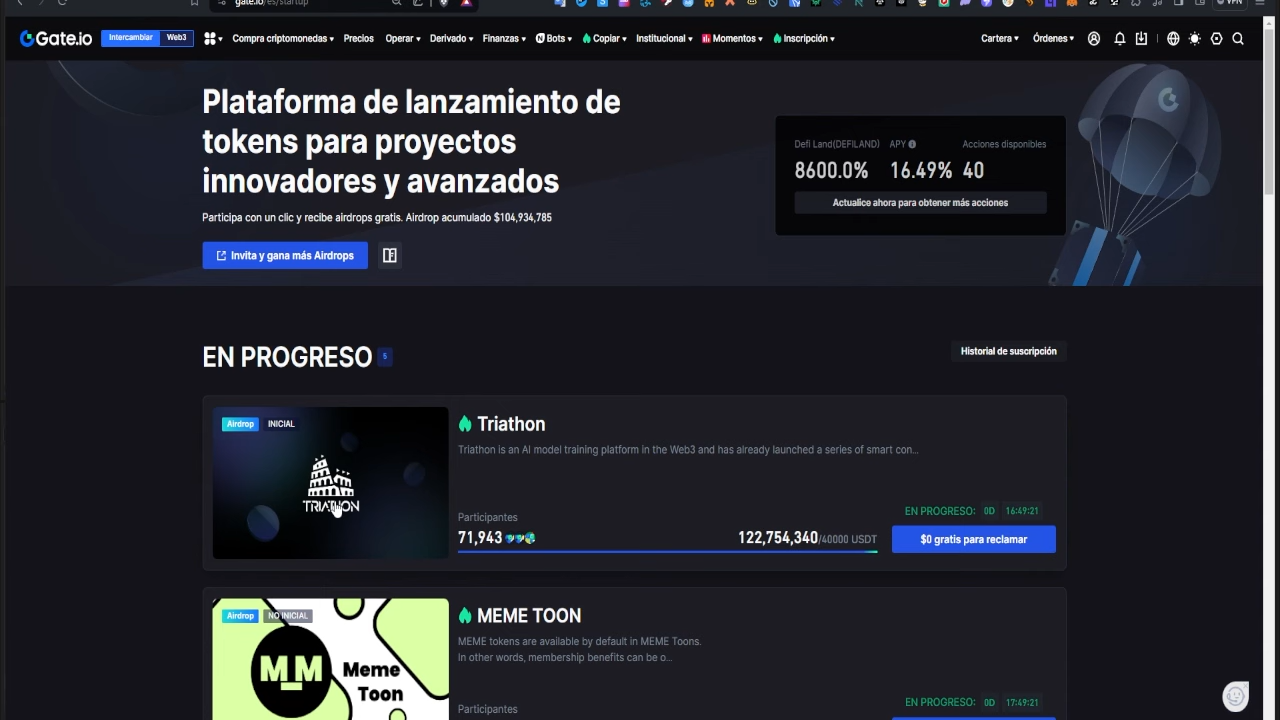 gate.io/es/startup
VPN
Gate.io
Intercambiar Web3
Compra criptomonedas Precios Operar Derivado Finanzas Bots Copiar Institucional Momentos Inscripción Cartera Órdenes
Plataforma de lanzamiento de
tokens para proyectos
innovadores y avanzados
Participa con un clic y recibe airdrops gratis. Airdrop acumulado $104,934,785
Invita y gana más Airdrops
Defi Land(DEFILAND) APY Acciones disponibles
8600.0% 16.49% 40
Actualice ahora para obtener más acciones
EN PROGRESO 5
Historial de suscripción
Airdrop INICIAL
TRIATHON
Triathon
Triathon is an AI model training platform in the Web3 and has already launched a series of smart con...
Participantes
71,943
122,754,340/40000 USDT
EN PROGRESO: 0D 16:49:21
$0 gratis para reclamar
Airdrop NO INICIAL
M_M Meme
Toon
MEME TOON
MEME tokens are available by default in MEME Toons.
In other words, membership benefits can be o...
Participantes
EN PROGRESO: 0D 17:49:21